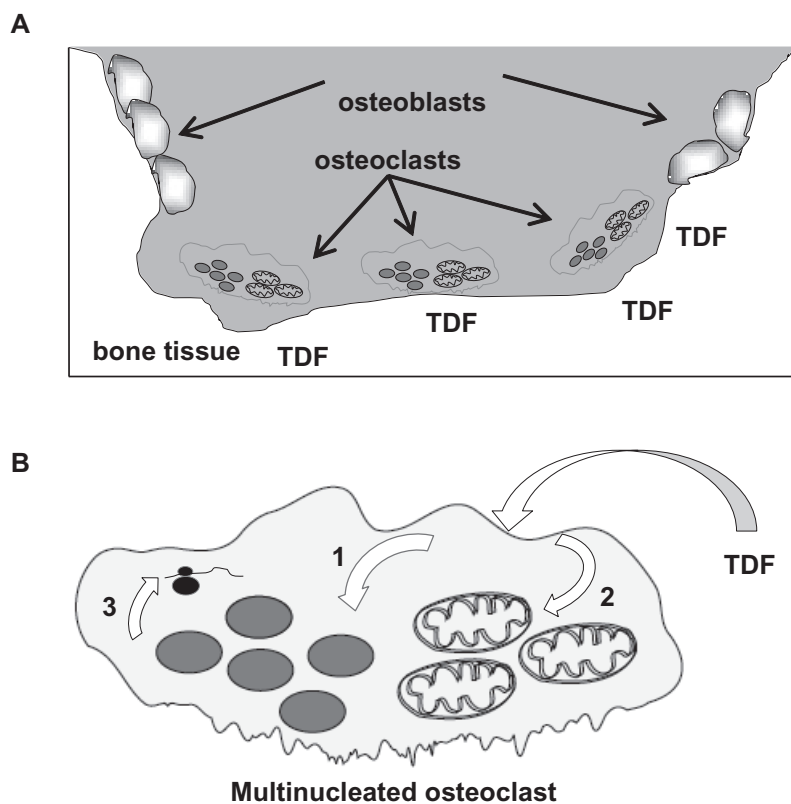 A
osteoblasts
osteoclasts
TDF
TDF
TDF
bone tissue
TDF
B
1
TDF
2
3
Multinucleated osteoclast